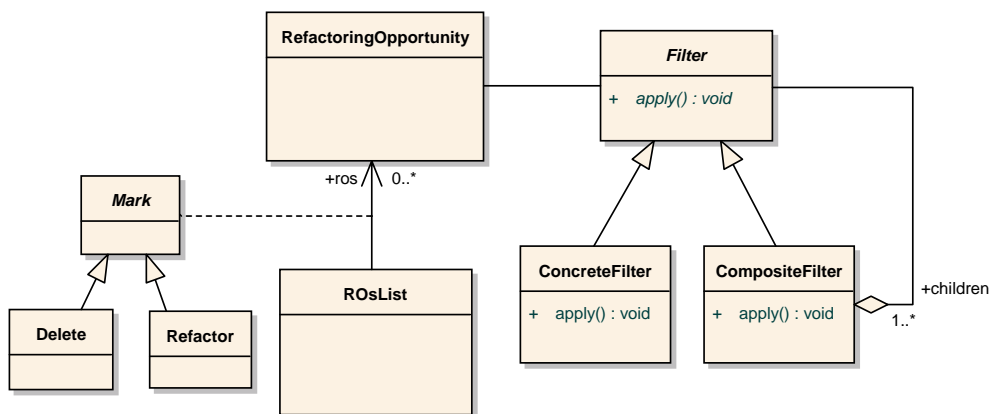 RefactoringOpportunity
Filter
+ apply() : void
+ros 0..*
Mark
ConcreteFilter
+ apply() : void
CompositeFilter
+ apply() : void
+children
1..*
ROsList
Delete
Refactor